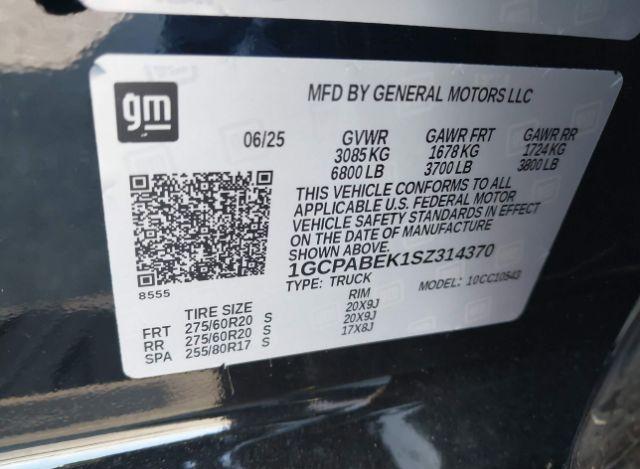 gm
MFD BY GENERAL MOTORS LLC
06/25 GVWR GAWR FRT GAWR RR
3085 KG 1678 KG 1724 KG
6800 LB 3700 LB 3800 LB
THIS VEHICLE CONFORMS TO ALL
APPLICABLE U.S. FEDERAL MOTOR
VEHICLE SAFETY STANDARDS IN EFFECT
ON THE DATE OF MANUFACTURE
SHOWN ABOVE.
1GCPABEK1SZ314370
TYPE: TRUCK MODEL: 10CC10543
8555
TIRE SIZE RIM
FRT 275/60R20 S 20X9J
RR 275/60R20 S 20X9J
SPA 255/80R17 S 17X8J